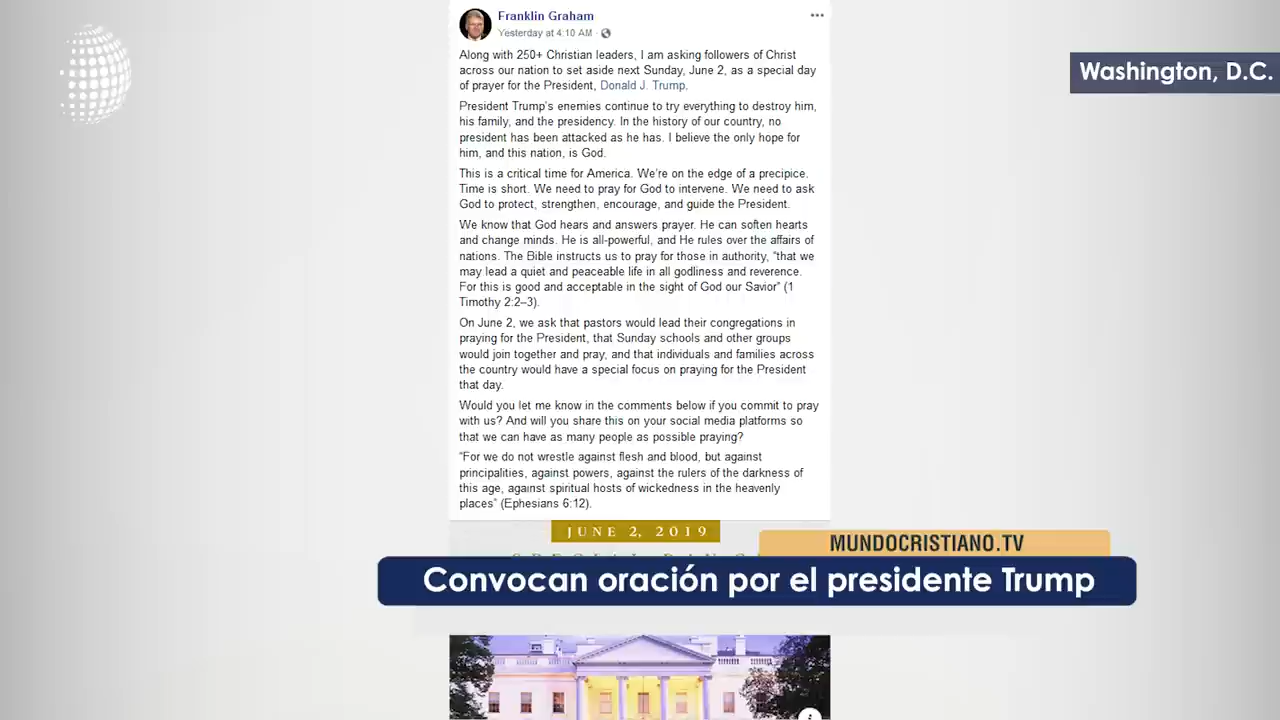 Franklin Graham
Yesterday at 4:10 AM ·
Washington, D.C.
Along with 250+ Christian leaders, I am asking followers of Christ
across our nation to set aside next Sunday, June 2, as a special day
of prayer for the President, Donald J. Trump.
President Trump's enemies continue to try everything to destroy him,
his family, and the presidency. In the history of our country, no
president has been attacked as he has. I believe the only hope for
him, and this nation, is God.
This is a critical time for America. We're on the edge of a precipice.
Time is short. We need to pray for God to intervene. We need to ask
God to protect, strengthen, encourage, and guide the President.
We know that God hears and answers prayer. He can soften hearts
and change minds. He is all-powerful, and He rules over the affairs of
nations. The Bible instructs us to pray for those in authority, "that we
may lead a quiet and peaceable life in all godliness and reverence.
For this is good and acceptable in the sight of God our Savior" (1
Timothy 2:2–3).
On June 2, we ask that pastors would lead their congregations in
praying for the President, that Sunday schools and other groups
would join together and pray, and that individuals and families across
the country would have a special focus on praying for the President
that day.
Would you let me know in the comments below if you commit to pray
with us? And will you share this on your social media platforms so
that we can have as many people as possible praying?
"For we do not wrestle against flesh and blood, but against
principalities, against powers, against the rulers of the darkness of
this age, against spiritual hosts of wickedness in the heavenly
places" (Ephesians 6:12).
JUNE 2, 2019
MUNDOCRISTIANO.TV
Convocan oración por el presidente Trump